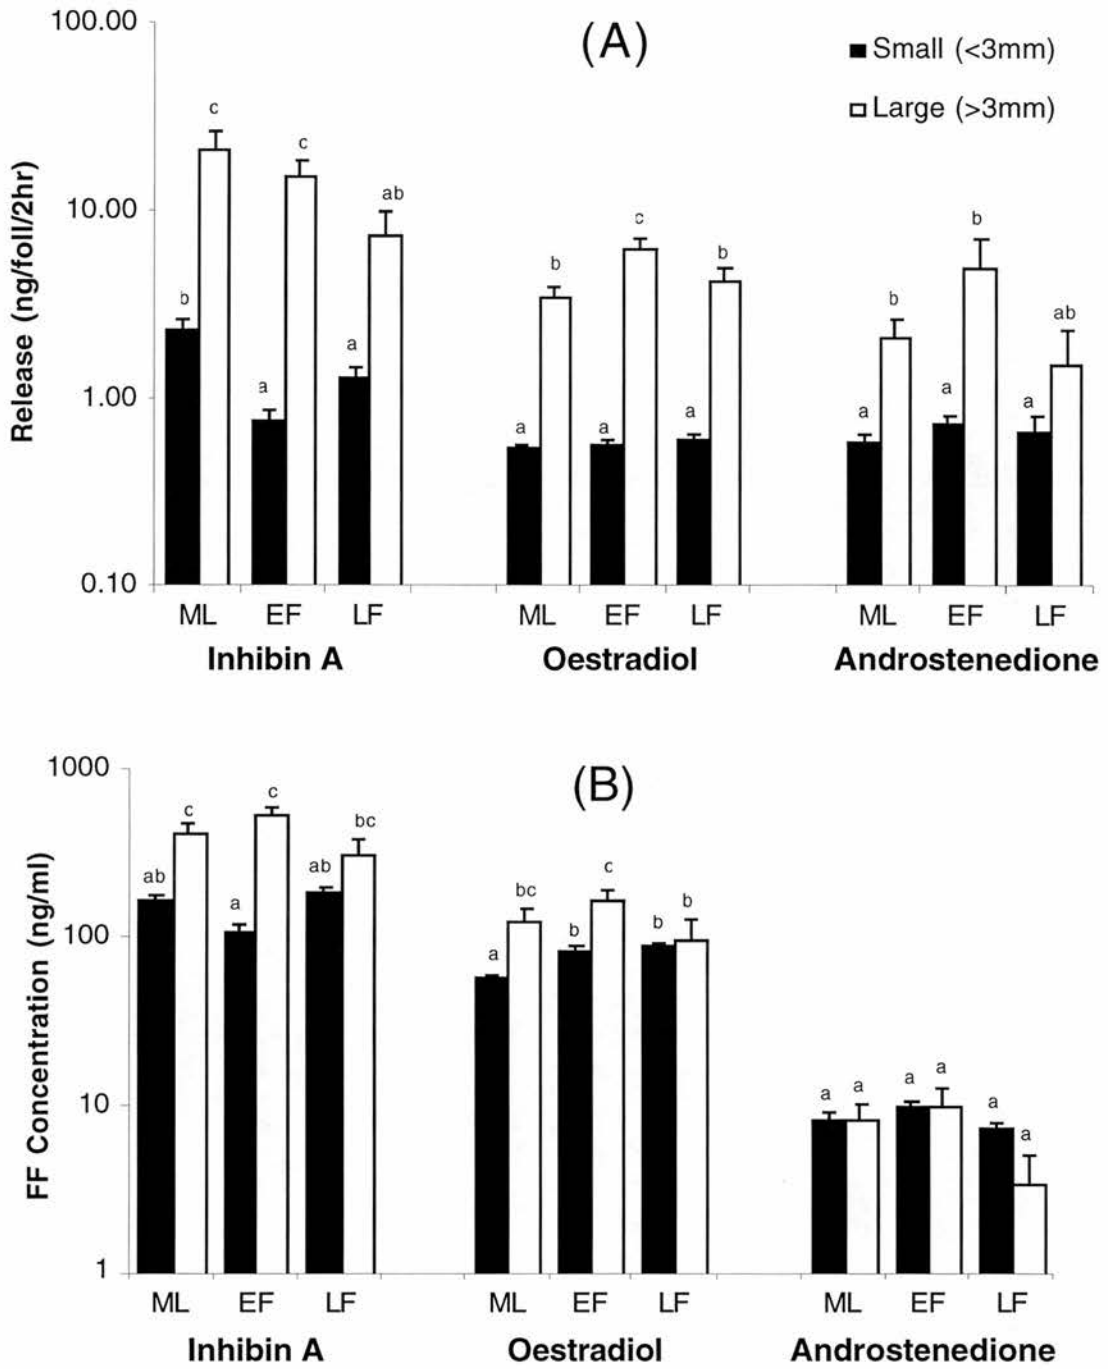 100.00
(A)
■ Small (<3mm)
□ Large (>3mm)
c
c
ab
b
a
a
b
c
b
a
a
a
b
b
ab
a
a
a
10.00
1.00
0.10
Release (ng/foll/2hr)
ML EF LF ML EF LF ML EF LF
Inhibin A Oestradiol Androstenedione
1000
(B)
c
c
bc
ab
a
ab
bc
c
b
a
b
b
a
a
a
a
a
a
100
10
1
FF Concentration (ng/ml)
ML EF LF ML EF LF ML EF LF
Inhibin A Oestradiol Androstenedione